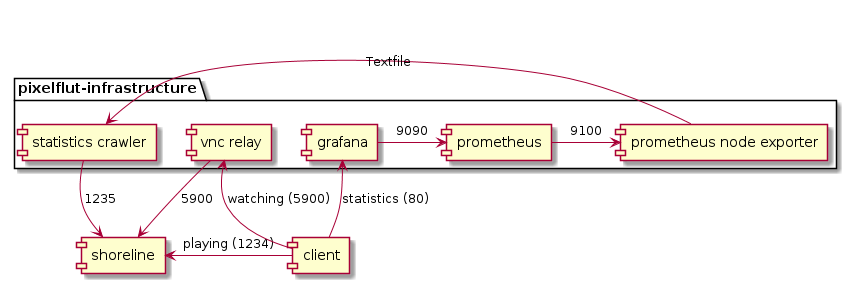 Textfile
pixelflut-infrastructure
statistics crawler
vnc relay
grafana
9090
prometheus
9100
prometheus node exporter
1235
5900
watching (5900)
statistics (80)
shoreline
playing (1234)
client